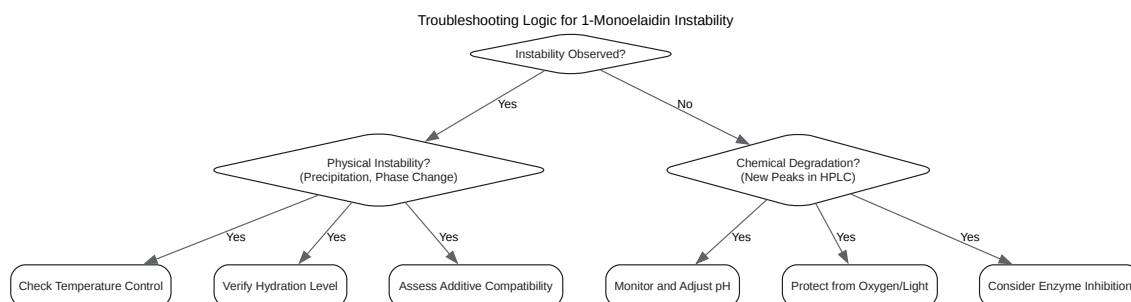 Troubleshooting Logic for 1-Monoelaidin Instability
Instability Observed?
Yes
No
Physical Instability?
(Precipitation, Phase Change)
Chemical Degradation?
(New Peaks in HPLC)
Yes
Yes
Yes
Yes
Yes
Yes
Check Temperature Control
Verify Hydration Level
Assess Additive Compatibility
Monitor and Adjust pH
Protect from Oxygen/Light
Consider Enzyme Inhibition